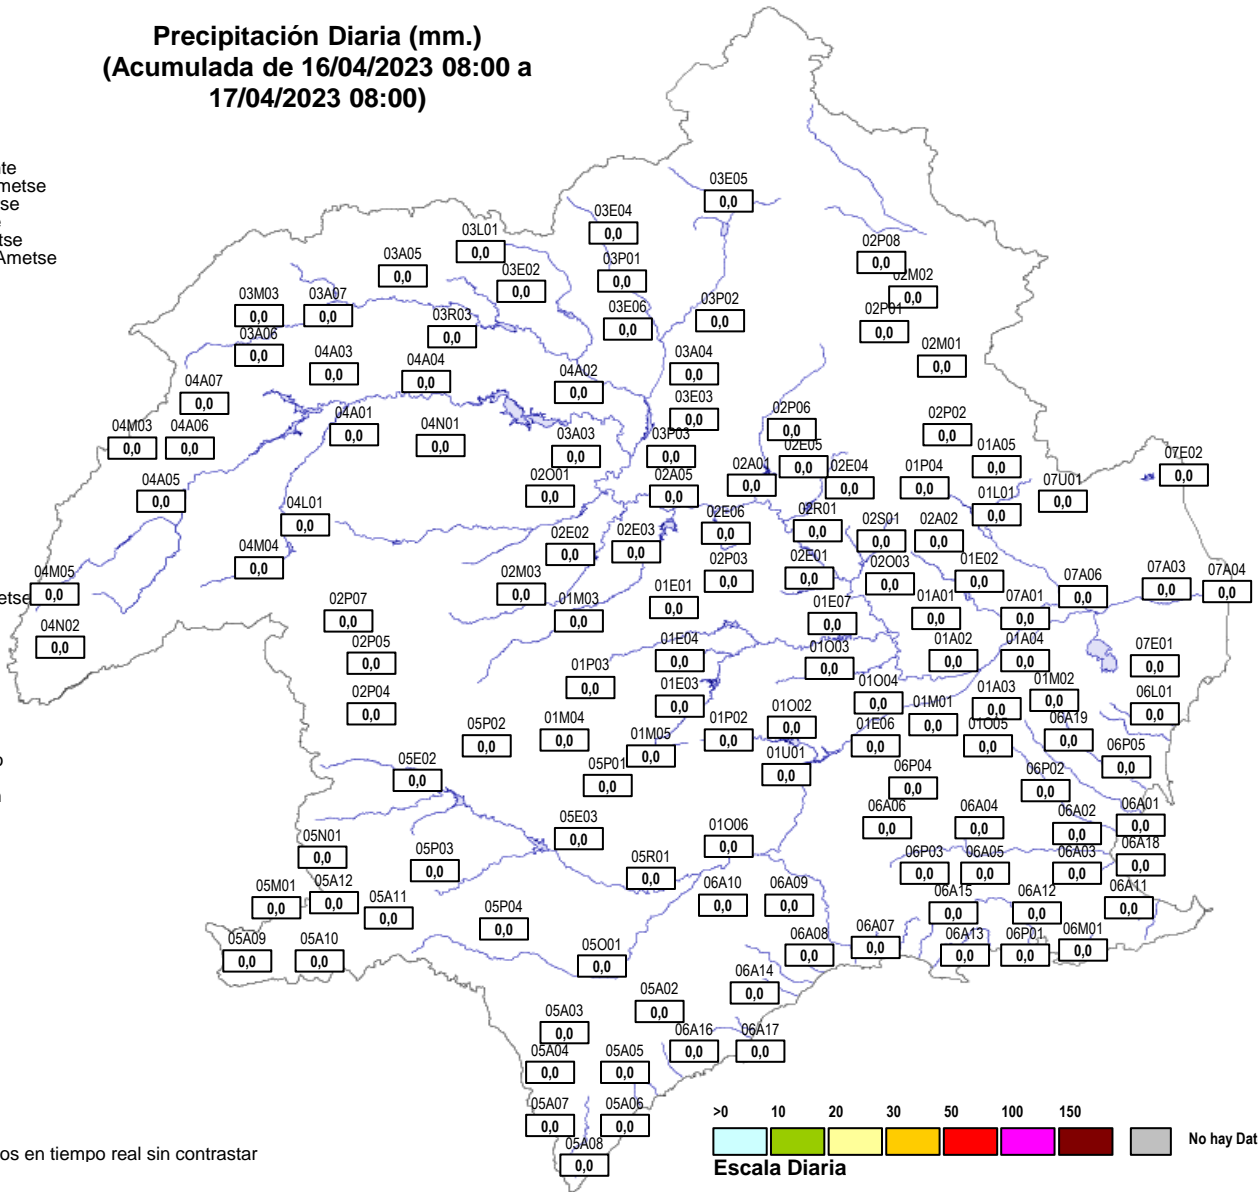 Precipitación Diaria (mm.)
(Acumulada de 16/04/2023 08:00 a
17/04/2023 08:00)
te
metse
se
e
tse
Ametse
03E05
0,0
03E04
0,0
03L01
0,0
02P08
0,0
03A05
0,0
03P01
0,0
03E02
0,0
02M02
0,0
03M03
0,0
03A07
0,0
03P02
0,0
03E06
0,0
02P01
0,0
03R03
0,0
03A06
0,0
02M01
0,0
04A03
0,0
04A04
0,0
03A04
0,0
04A02
0,0
04A07
0,0
03E03
0,0
02P06
0,0
04A01
0,0
02P02
0,0
04M03
0,0
04A06
0,0
04N01
0,0
03A03
0,0
03P03
0,0
02E05
0,0
01A05
0,0
07E02
0,0
02A01
0,0
02E04
0,0
01P04
0,0
02O01
0,0
02A05
0,0
04A05
0,0
07U01
0,0
01L01
0,0
04L01
0,0
02R01
0,0
02E06
0,0
02S01
0,0
02A02
0,0
02E02
0,0
02E03
0,0
04M04
0,0
02P03
0,0
02E01
0,0
02O03
0,0
01E02
0,0
04M05
0,0
etse
02M03
0,0
07A06
0,0
07A03
0,0
07A04
0,0
01E01
0,0
02P07
0,0
01M03
0,0
01E07
0,0
01A01
0,0
07A01
0,0
04N02
0,0
02P05
0,0
01E04
0,0
01O03
0,0
01A02
0,0
01A04
0,0
07E01
0,0
01P03
0,0
02P04
0,0
01E03
0,0
01O04
0,0
01A03
0,0
01M02
0,0
06L01
0,0
05P02
0,0
01M04
0,0
01P02
0,0
01O02
0,0
01M01
0,0
01E06
0,0
01O05
0,0
06A19
0,0
01M05
0,0
o
05E02
0,0
05P01
0,0
01U01
0,0
06P04
0,0
06P02
0,0
06P05
0,0
06A06
0,0
06A04
0,0
06A02
0,0
06A01
0,0
05E03
0,0
01O06
0,0
05N01
0,0
05P03
0,0
05R01
0,0
06P03
0,0
06A05
0,0
06A03
0,0
06A18
0,0
05M01
0,0
05A12
0,0
05A11
0,0
06A10
0,0
06A09
0,0
06A15
0,0
06A12
0,0
06A11
0,0
05P04
0,0
05A09
0,0
05A10
0,0
05O01
0,0
06A08
0,0
06A07
0,0
06A13
0,0
06P01
0,0
06M01
0,0
06A14
0,0
05A02
0,0
05A03
0,0
06A16
0,0
06A17
0,0
05A04
0,0
05A05
0,0
05A07
0,0
05A06
0,0
05A08
0,0
>0 10 20 30 50 100 150
No hay Dat
Escala Diaria
os en tiempo real sin contrastar